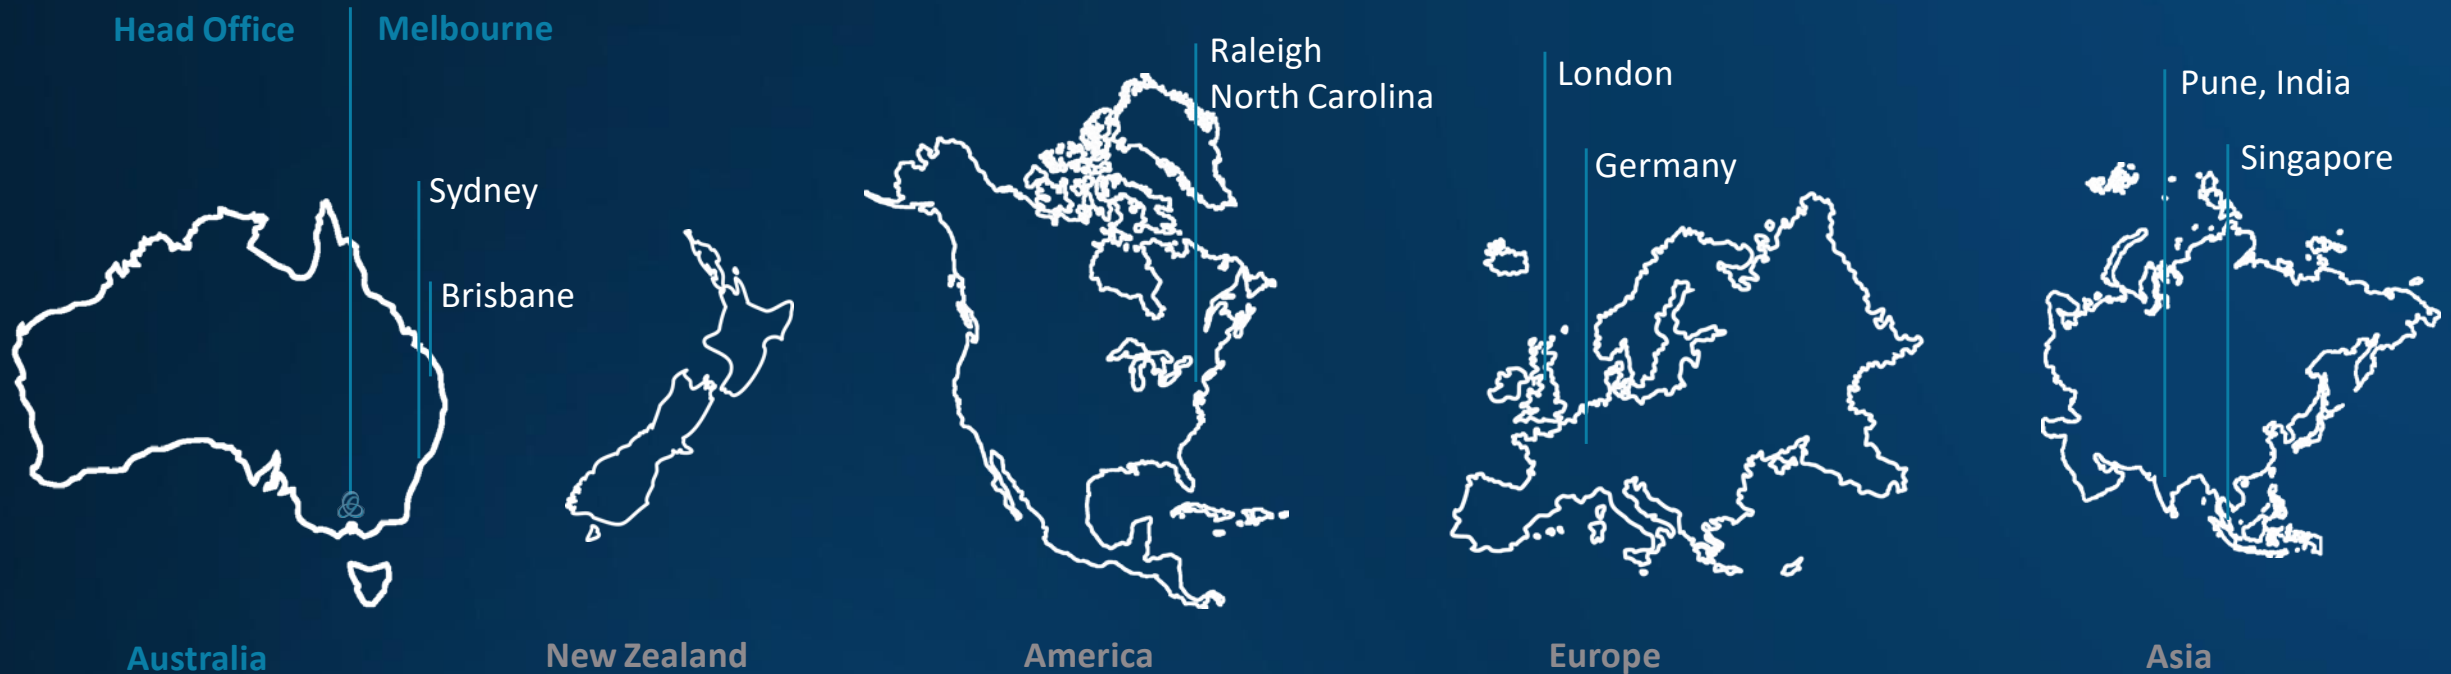 Head Office
Melbourne
Sydney
Brisbane
Raleigh
North Carolina
London
Germany
Pune, India
Singapore
Australia
New Zealand
America
Europe
Asia